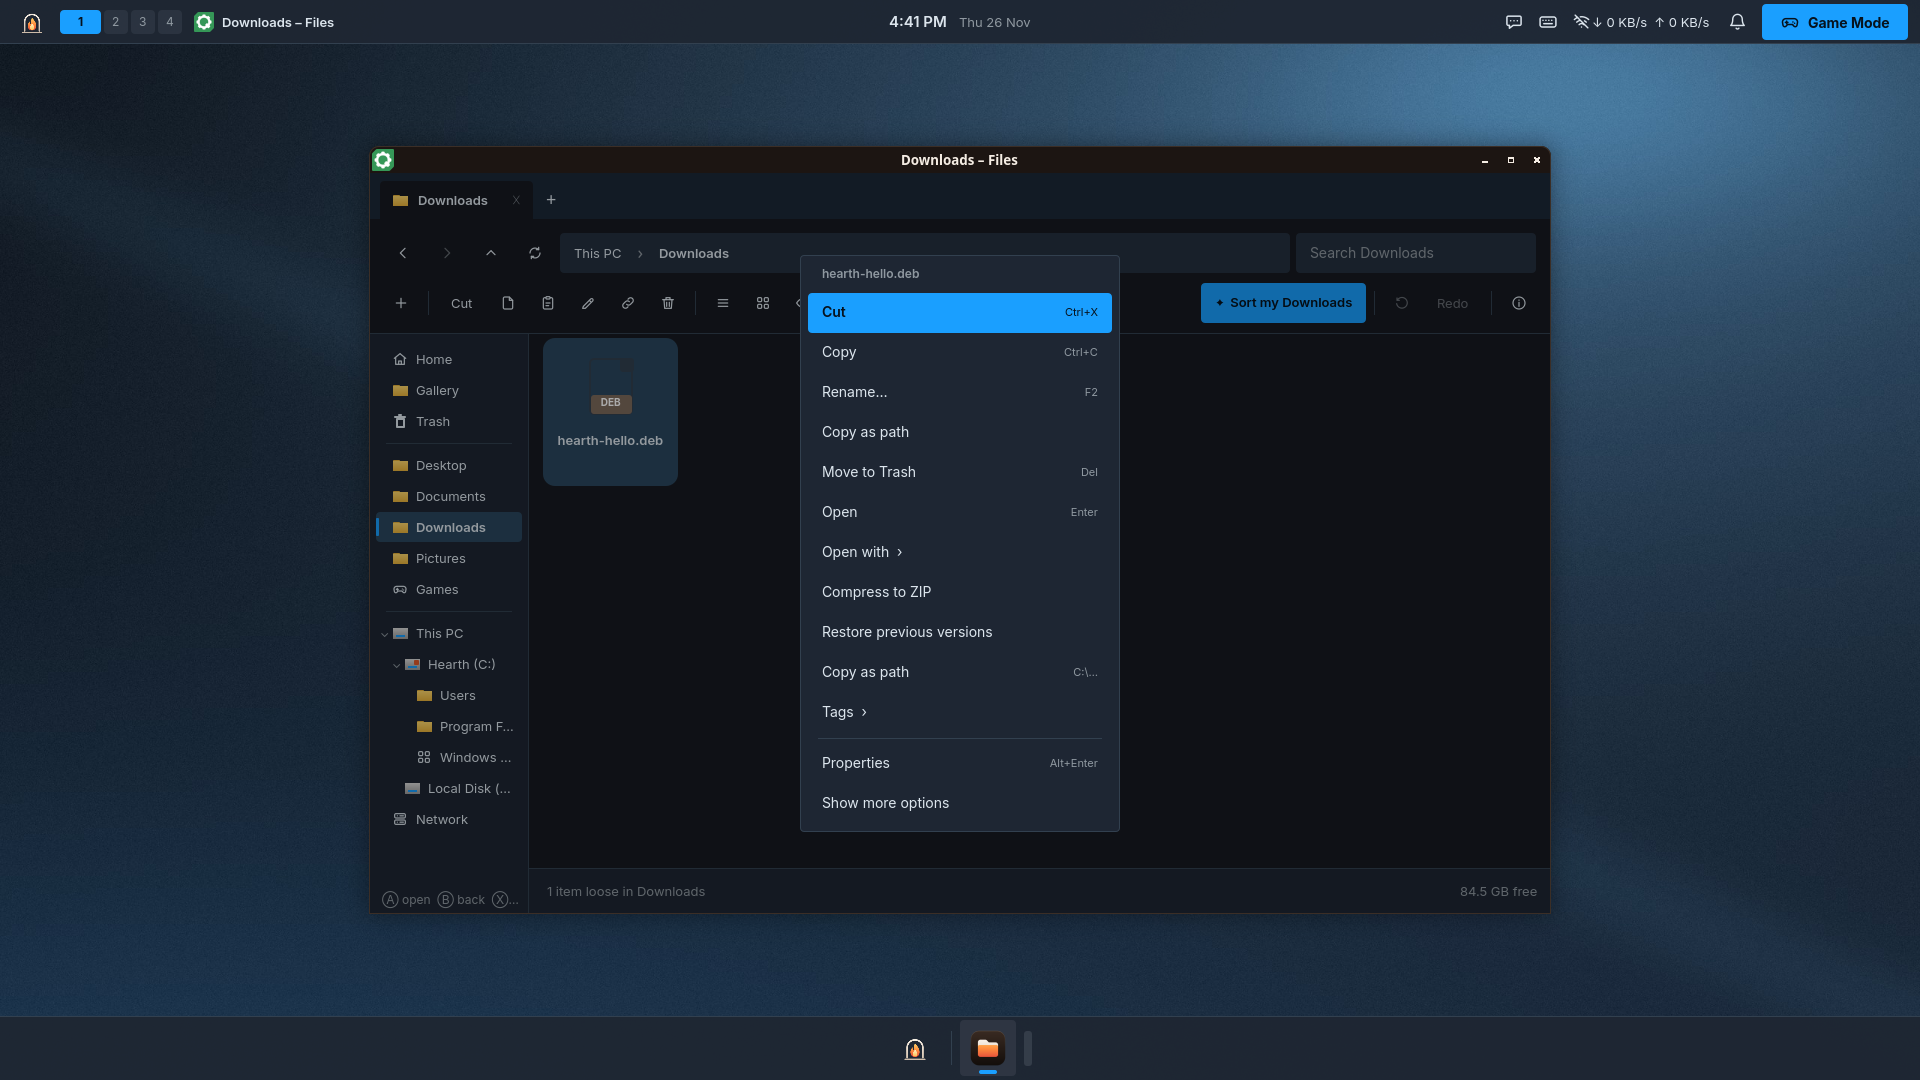 1 2 3 4 Downloads – Files 4:41 PM Thu 26 Nov ↓ 0 KB/s ↑ 0 KB/s Game Mode
Downloads – Files
Downloads X +
This PC › Downloads Search Downloads
Cut Sort my Downloads Redo
Home
Gallery
Trash
Desktop
Documents
Downloads
Pictures
Games
This PC
Hearth (C:)
Users
Program F...
Windows ...
Local Disk (...
Network
A open B back X...
DEB
hearth-hello.deb
hearth-hello.deb
Cut Ctrl+X
Copy Ctrl+C
Rename... F2
Copy as path
Move to Trash Del
Open Enter
Open with ›
Compress to ZIP
Restore previous versions
Copy as path C:\...
Tags ›
Properties Alt+Enter
Show more options
1 item loose in Downloads 84.5 GB free